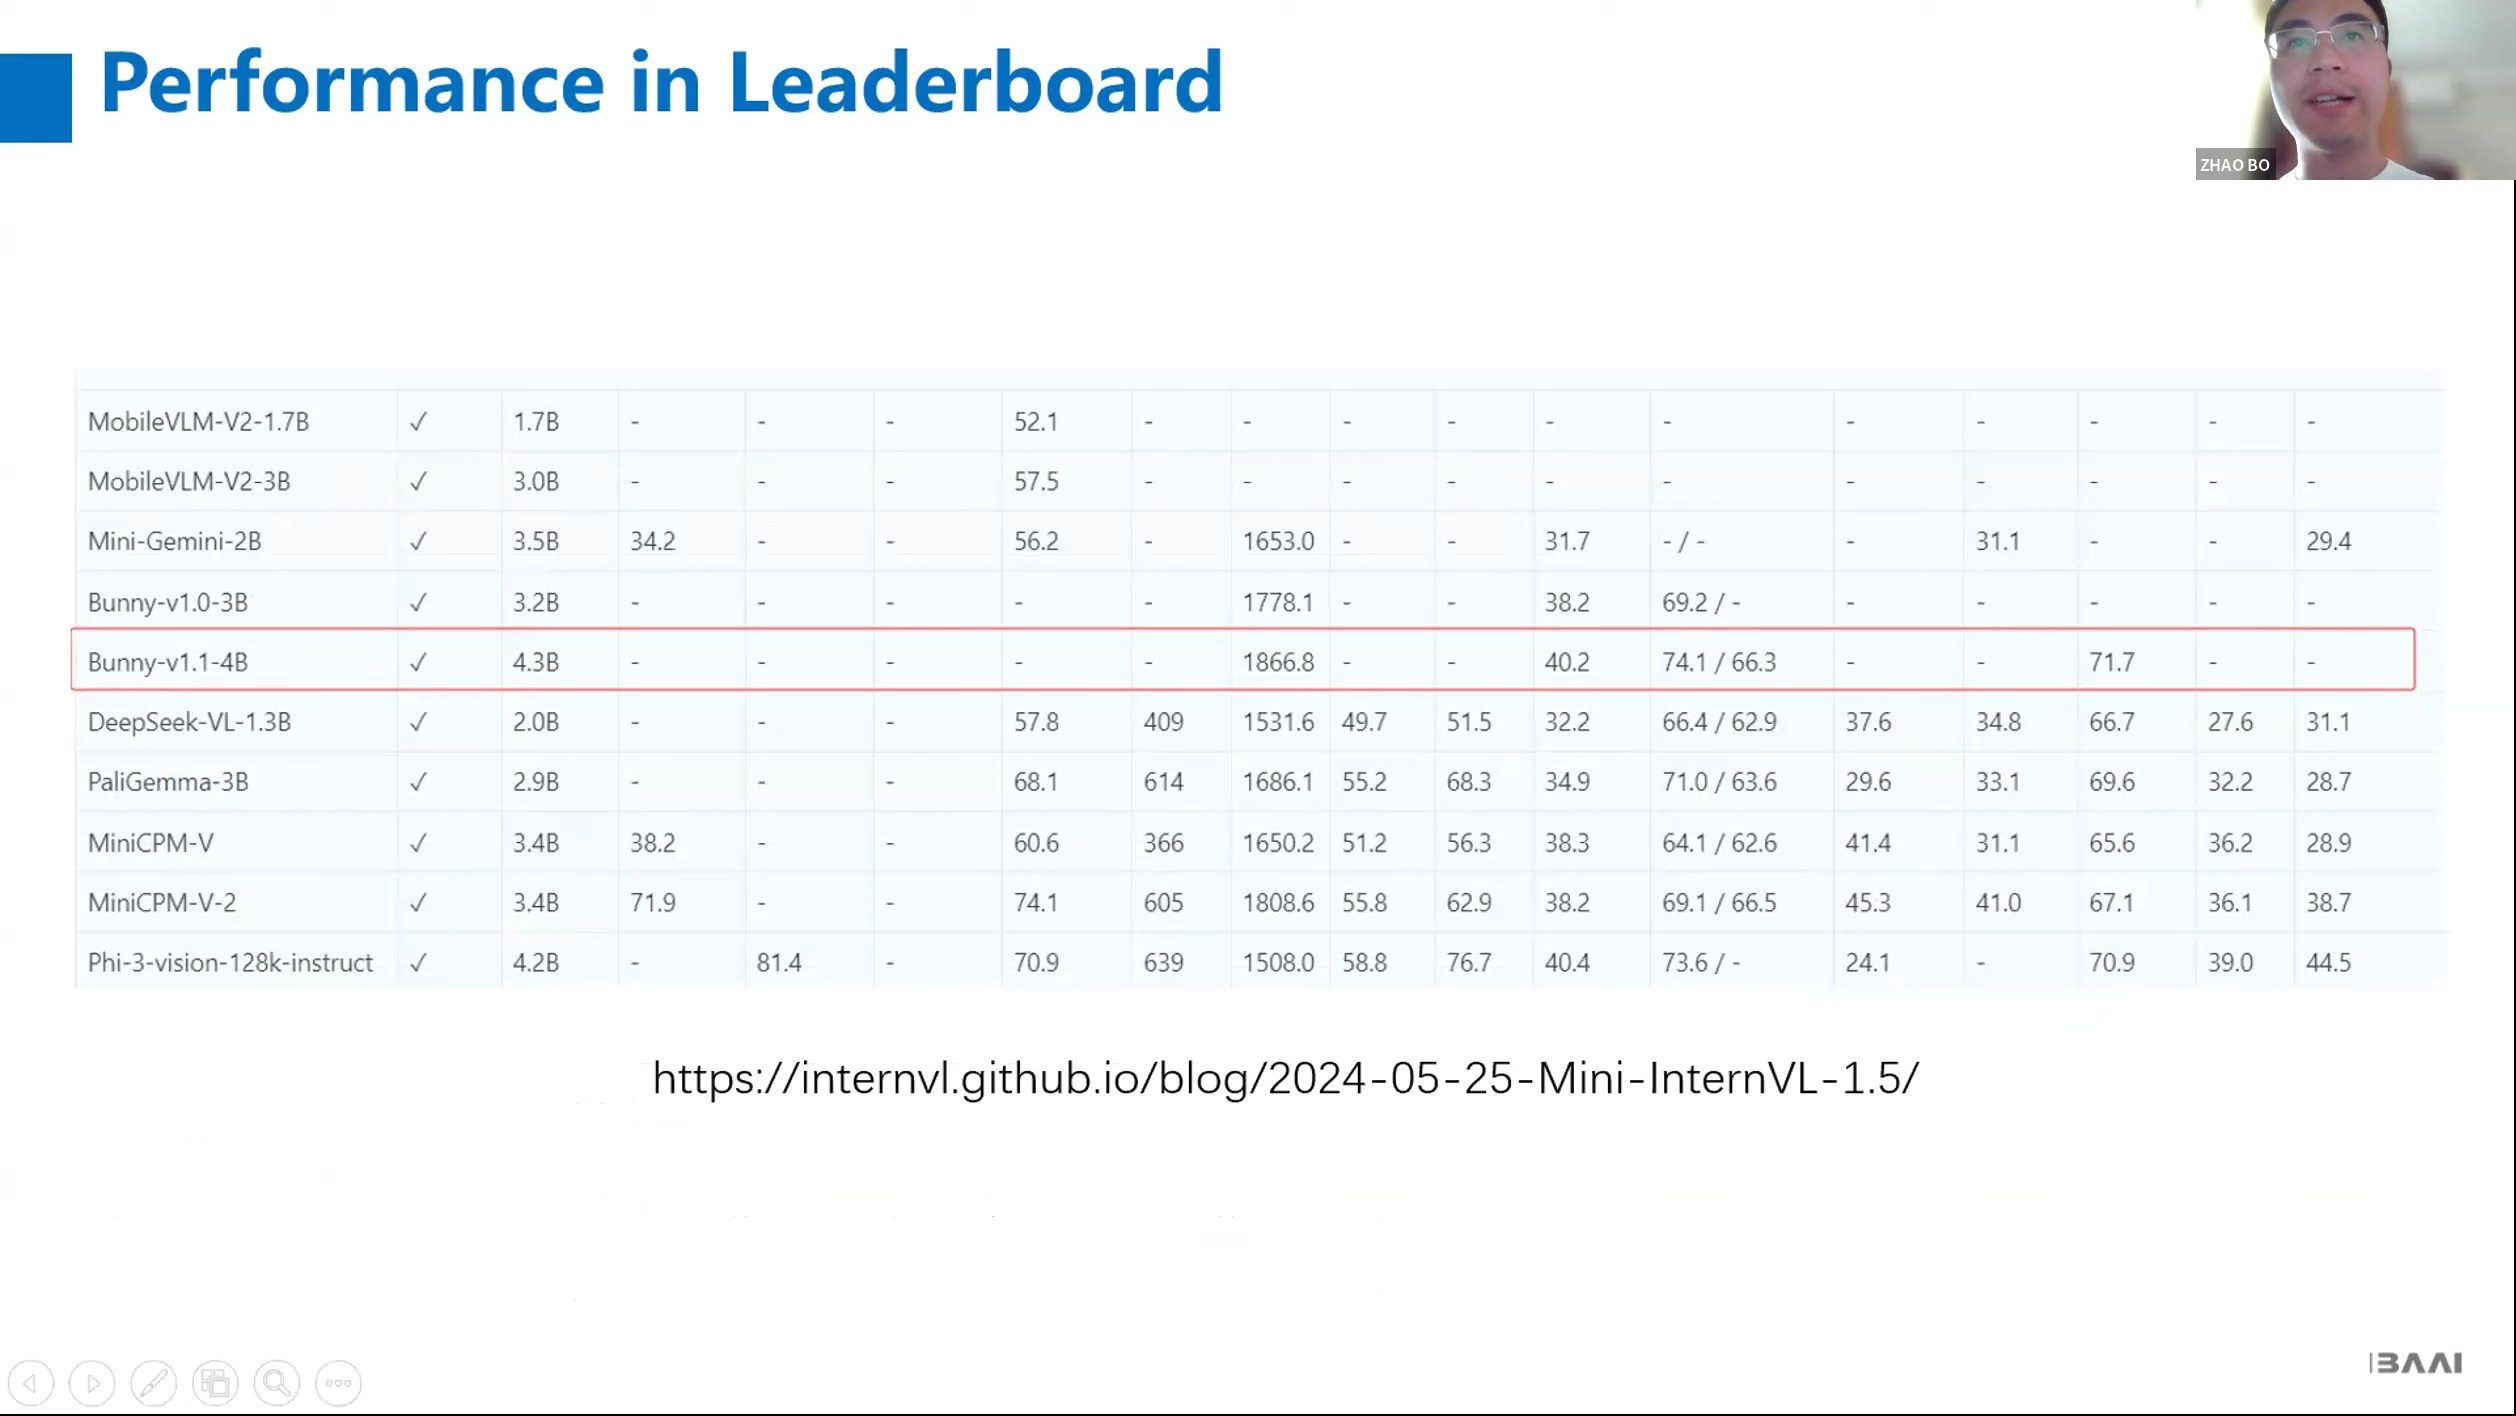 Performance in Leaderboard
ZHAO BO
MobileVLM-V2-1.7B ✓ 1.7B - - - 52.1 - - - - - - - - - - -
MobileVLM-V2-3B ✓ 3.0B - - - 57.5 - - - - - - - - - - -
Mini-Gemini-2B ✓ 3.5B 34.2 - - 56.2 - 1653.0 - - 31.7 - / - - 31.1 - - 29.4
Bunny-v1.0-3B ✓ 3.2B - - - - - 1778.1 - - 38.2 69.2 / - - - - - -
Bunny-v1.1-4B ✓ 4.3B - - - - - 1866.8 - - 40.2 74.1 / 66.3 - - 71.7 - -
DeepSeek-VL-1.3B ✓ 2.0B - - - 57.8 409 1531.6 49.7 51.5 32.2 66.4 / 62.9 37.6 34.8 66.7 27.6 31.1
PaliGemma-3B ✓ 2.9B - - - 68.1 614 1686.1 55.2 68.3 34.9 71.0 / 63.6 29.6 33.1 69.6 32.2 28.7
MiniCPM-V ✓ 3.4B 38.2 - - 60.6 366 1650.2 51.2 56.3 38.3 64.1 / 62.6 41.4 31.1 65.6 36.2 28.9
MiniCPM-V-2 ✓ 3.4B 71.9 - - 74.1 605 1808.6 55.8 62.9 38.2 69.1 / 66.5 45.3 41.0 67.1 36.1 38.7
Phi-3-vision-128k-instruct ✓ 4.2B - 81.4 - 70.9 639 1508.0 58.8 76.7 40.4 73.6 / - 24.1 - 70.9 39.0 44.5
https://internvl.github.io/blog/2024-05-25-Mini-InternVL-1.5/
BAAI